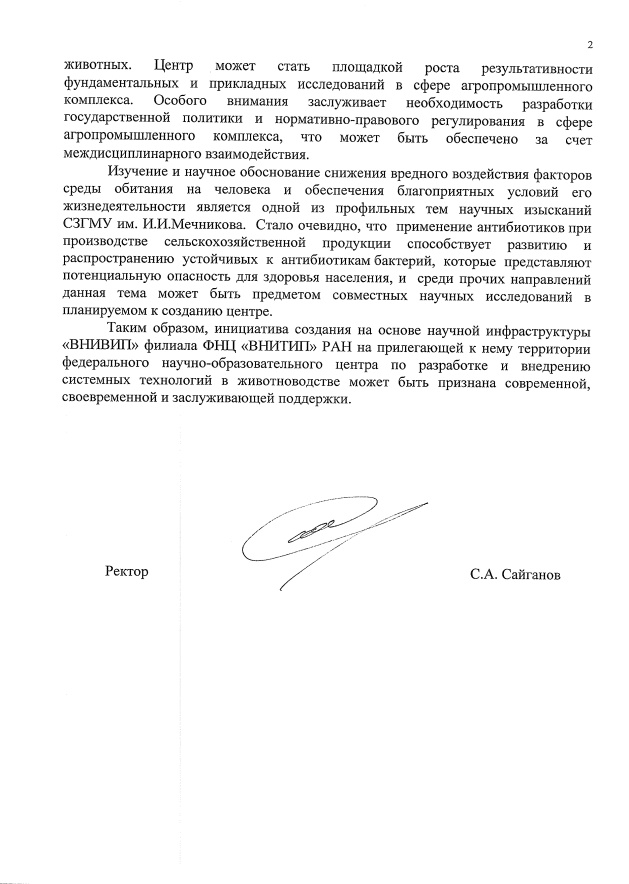 2
животных. Центр может стать площадкой роста результативности
фундаментальных и прикладных исследований в сфере агропромышленного
комплекса. Особого внимания заслуживает необходимость разработки
государственной политики и нормативно-правового регулирования в сфере
агропромышленного комплекса, что может быть обеспечено за счет
междисциплинарного взаимодействия.
Изучение и научное обоснование снижения вредного воздействия факторов
среды обитания на человека и обеспечения благоприятных условий его
жизнедеятельности является одной из профильных тем научных изысканий
СЗГМУ им. И.И.Мечникова. Стало очевидно, что применение антибиотиков при
производстве сельскохозяйственной продукции способствует развитию и
распространению устойчивых к антибиотикам бактерий, которые представляют
потенциальную опасность для здоровья населения, и среди прочих направлений
данная тема может быть предметом совместных научных исследований в
планируемом к созданию центре.
Таким образом, инициатива создания на основе научной инфраструктуры
«ВНИВИП» филиала ФНЦ «ВНИТИП» РАН на прилегающей к нему территории
федерального научно-образовательного центра по разработке и внедрению
системных технологий в животноводстве может быть признана современной,
своевременной и заслуживающей поддержки.
Ректор
С.А. Сайганов